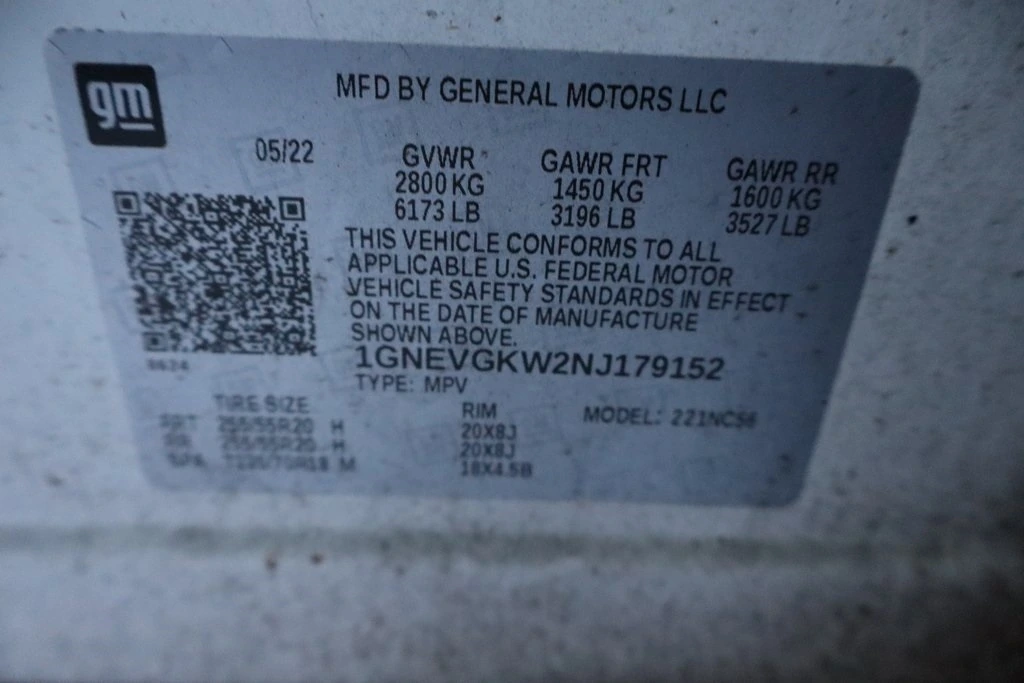 gm
MFD BY GENERAL MOTORS LLC
05/22
GVWR GAWR FRT GAWR RR
2800 KG 1450 KG 1600 KG
6173 LB 3196 LB 3527 LB
THIS VEHICLE CONFORMS TO ALL
APPLICABLE U.S. FEDERAL MOTOR
VEHICLE SAFETY STANDARDS IN EFFECT
ON THE DATE OF MANUFACTURE
SHOWN ABOVE.
1GNEVGKW2NJ179152
TYPE: MPV
TIRE SIZE RIM MODEL: 221NC56
FRT 255/55R20 H 20X8J
RR 255/55R20 H 20X8J
SPA M 18X4.5B